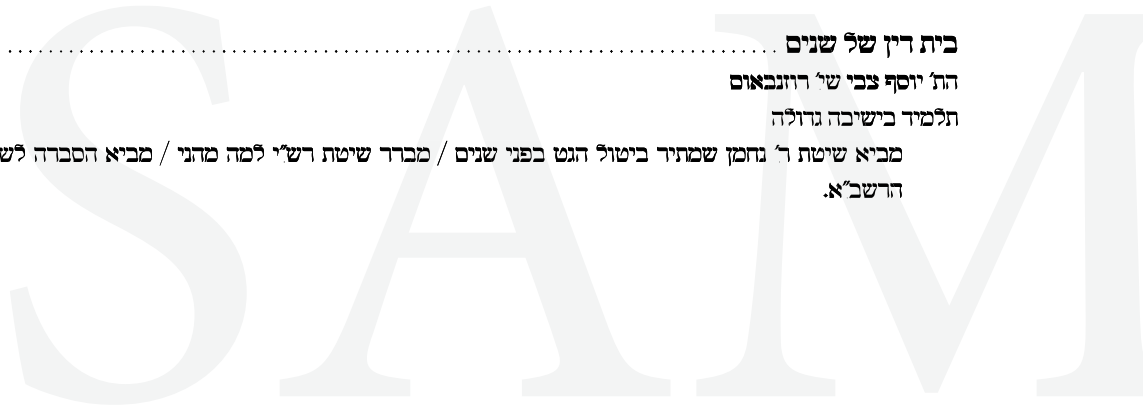 בית דין של שנים ........................................................................
הת' יוסף צבי שי' רוזנבאום
תלמיד בישיבה גדולה
מביא שיטת ר' נחמן שמתיר ביטול הגט בפני שנים / מברר שיטת רש"י למה מהני / מביא הסברה לש
הרשב"א.
SAM